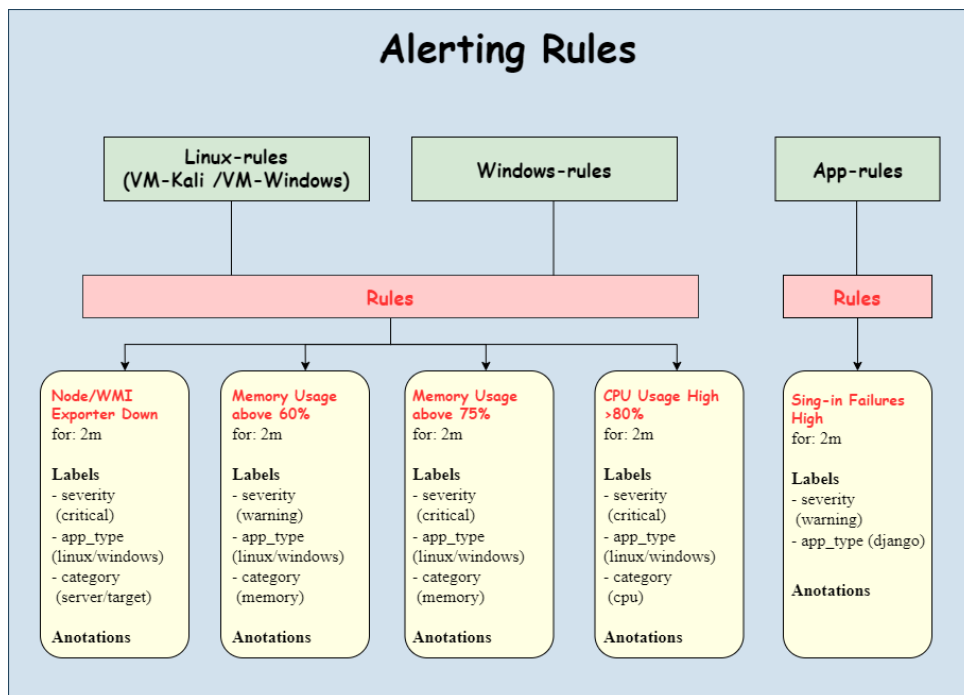 Alerting Rules
Linux-rules
(VM-Kali /VM-Windows)
Windows-rules
App-rules
Rules
Rules
Node/WMI
Exporter Down
for: 2m
Labels
- severity
(critical)
- app_type
(linux/windows)
- category
(server/target)
Anotations
Memory Usage
above 60%
for: 2m
Labels
- severity
(warning)
- app_type
(linux/windows)
- category
(memory)
Anotations
Memory Usage
above 75%
for: 2m
Labels
- severity
(critical)
- app_type
(linux/windows)
- category
(memory)
Anotations
CPU Usage High
>80%
for: 2m
Labels
- severity
(critical)
- app_type
(linux/windows)
- category
(cpu)
Anotations
Sing-in Failures
High
for: 2m
Labels
- severity
(warning)
- app_type (django)
Anotations